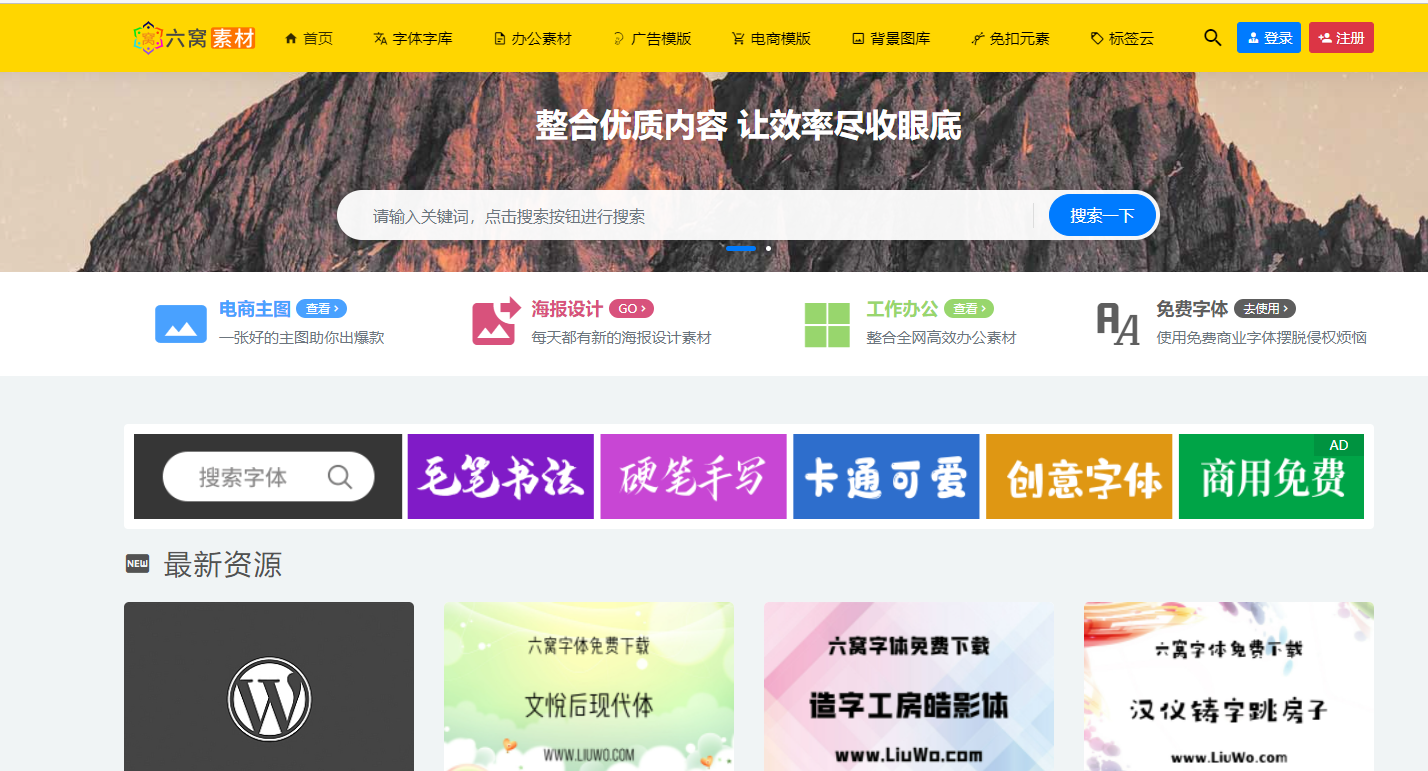 六窝素材 首页 字体字库 办公素材 广告模版 电商模版 背景图库 免扣元素 标签云 登录 注册
整合优质内容 让效率尽收眼底
请输入关键词，点击搜索按钮进行搜索 搜索一下
电商主图 查看 ›
一张好的主图助你出爆款
海报设计 GO ›
每天都有新的海报设计素材
工作办公 查看 ›
整合全网高效办公素材
免费字体 去使用 ›
使用免费商业字体摆脱侵权烦恼
搜索字体 毛笔书法 硬笔手写 卡通可爱 创意字体 商用免费 AD
NEW 最新资源
六窝字体免费下载
文悦后现代体
WWW.LIUWO.COM
六窝字体免费下载
造字工房皓影体
www.LiuWo.com
六窝字体免费下载
汉仪铸字跳房子
www.LiuWo.com